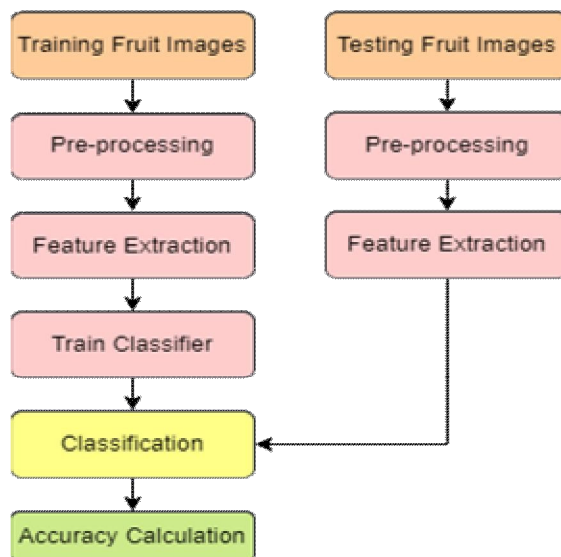 Training Fruit Images
Testing Fruit Images
Pre-processing
Pre-processing
Feature Extraction
Feature Extraction
Train Classifier
Classification
Accuracy Calculation